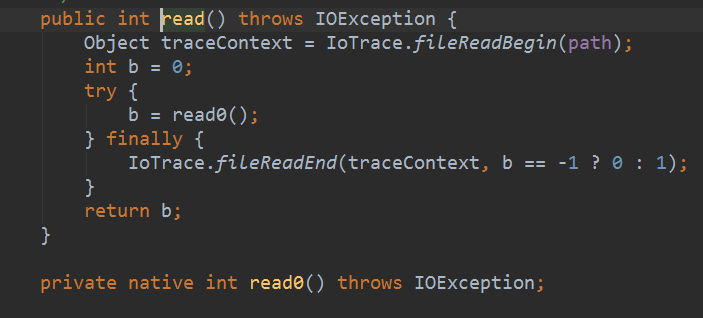 public int read() throws IOException {
    Object traceContext = IoTrace.fileReadBegin(path);
    int b = 0;
    try {
        b = read0();
    } finally {
        IoTrace.fileReadEnd(traceContext, b == -1 ? 0 : 1);
    }
    return b;
}
private native int read0() throws IOException;